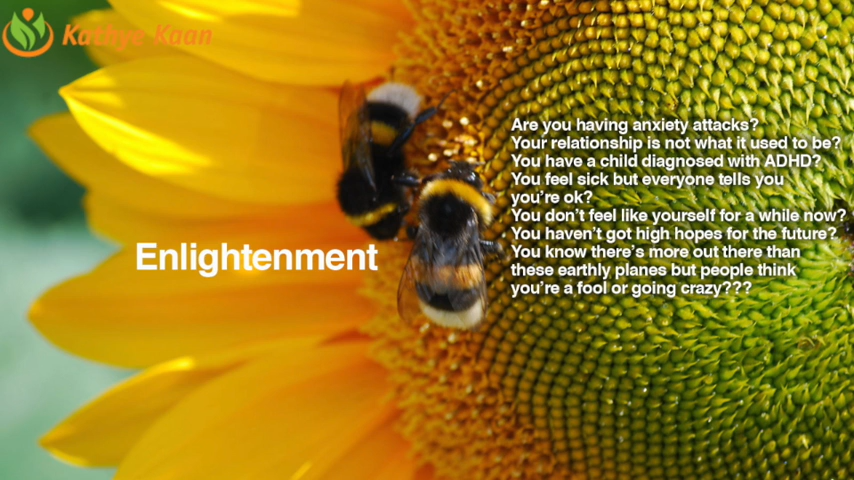 Kathye Kaan
Enlightenment
Are you having anxiety attacks?
Your relationship is not what it used to be?
You have a child diagnosed with ADHD?
You feel sick but everyone tells you
you're ok?
You don't feel like yourself for a while now?
You haven't got high hopes for the future?
You know there's more out there than
these earthly planes but people think
you're a fool or going crazy???